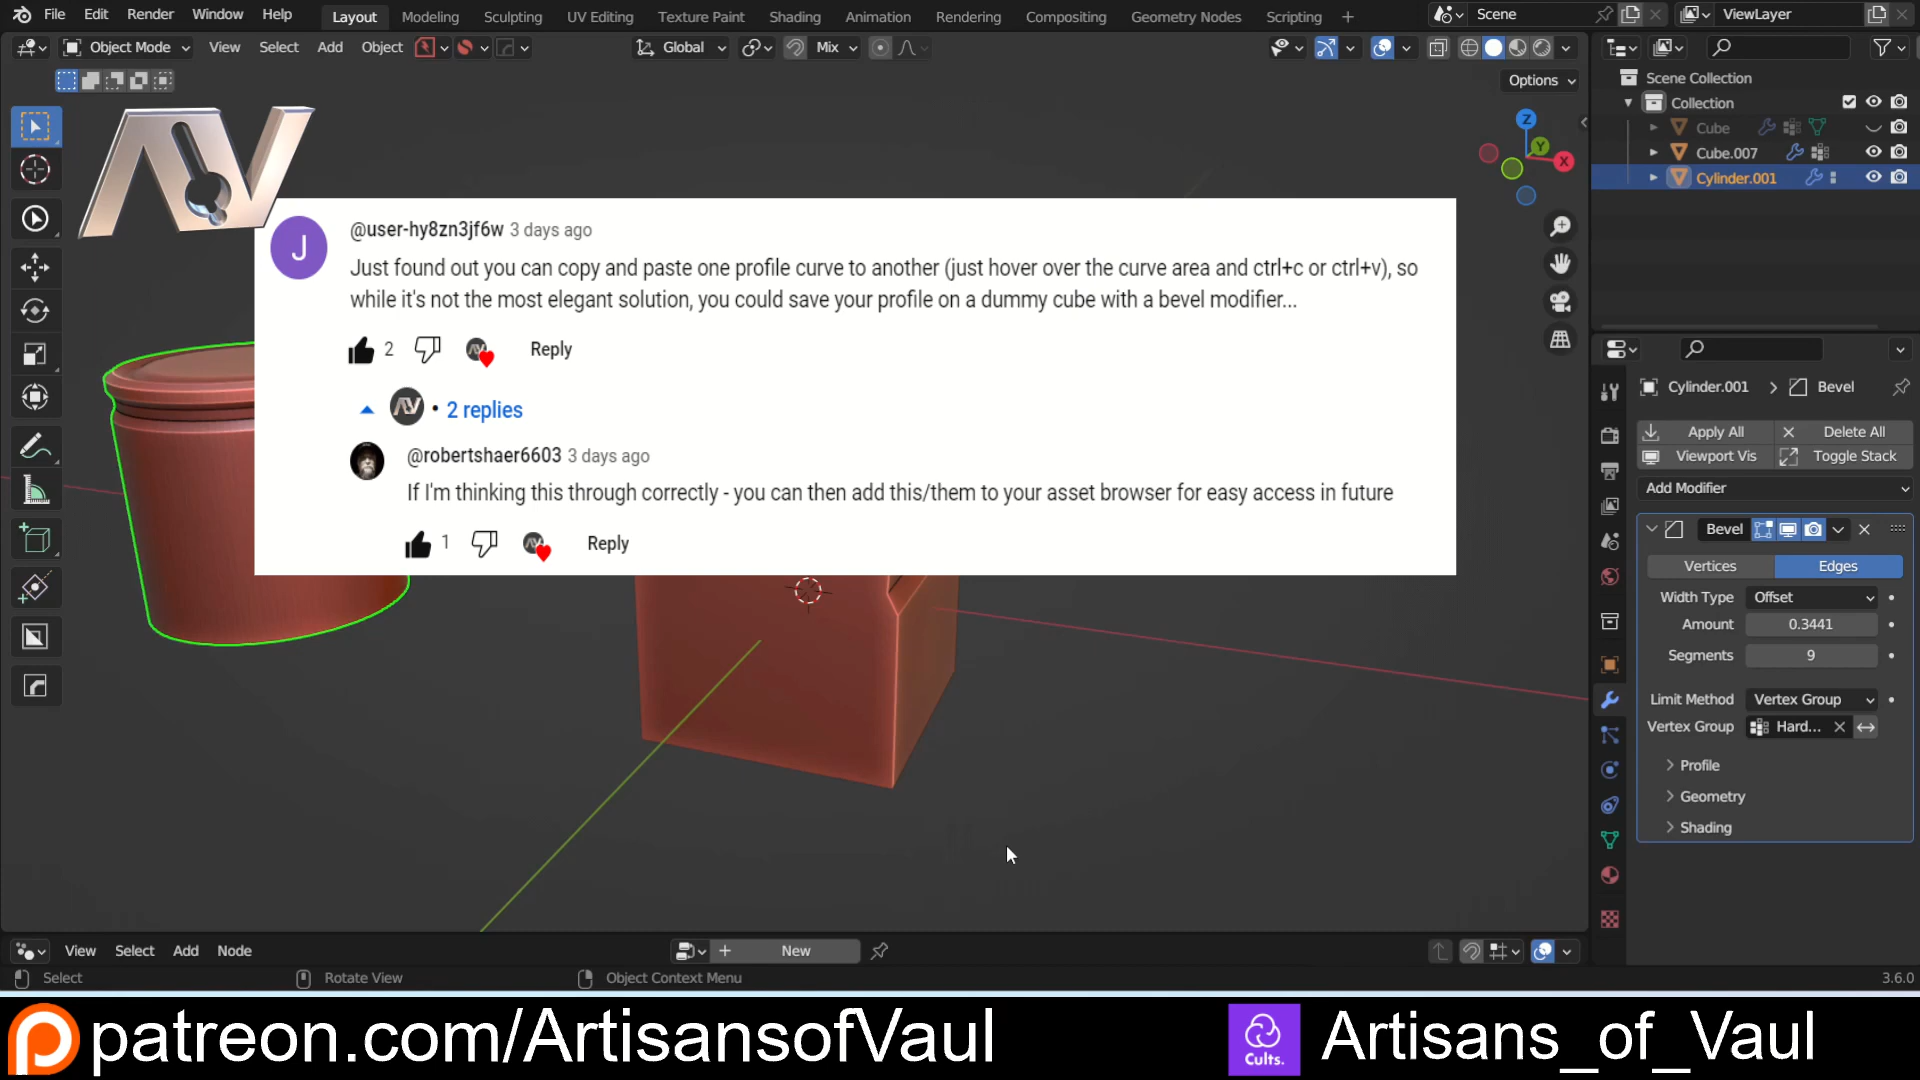 File Edit Render Window Help Layout Modeling Sculpting UV Editing Texture Paint Shading Animation Rendering Compositing Geometry Nodes Scripting Scene ViewLayer
Object Mode View Select Add Object Global Mix
Options
Scene Collection
Collection
Cube
Cube.007
Cylinder.001
Z
Y
X
AV
J
@user-hy8zn3jf6w 3 days ago
Just found out you can copy and paste one profile curve to another (just hover over the curve area and ctrl+c or ctrl+v), so
while it's not the most elegant solution, you could save your profile on a dummy cube with a bevel modifier...
2 Reply
AV • 2 replies
@robertshaer6603 3 days ago
If I'm thinking this through correctly - you can then add this/them to your asset browser for easy access in future
1 Reply
Cylinder.001 Bevel
Apply All Delete All
Viewport Vis Toggle Stack
Add Modifier
Bevel
Vertices Edges
Width Type Offset
Amount 0.3441
Segments 9
Limit Method Vertex Group
Vertex Group Hard...
Profile
Geometry
Shading
View Select Add Node New
Select Rotate View Object Context Menu 3.6.0
patreon.com/ArtisansofVaul
Cults. Artisans_of_Vaul